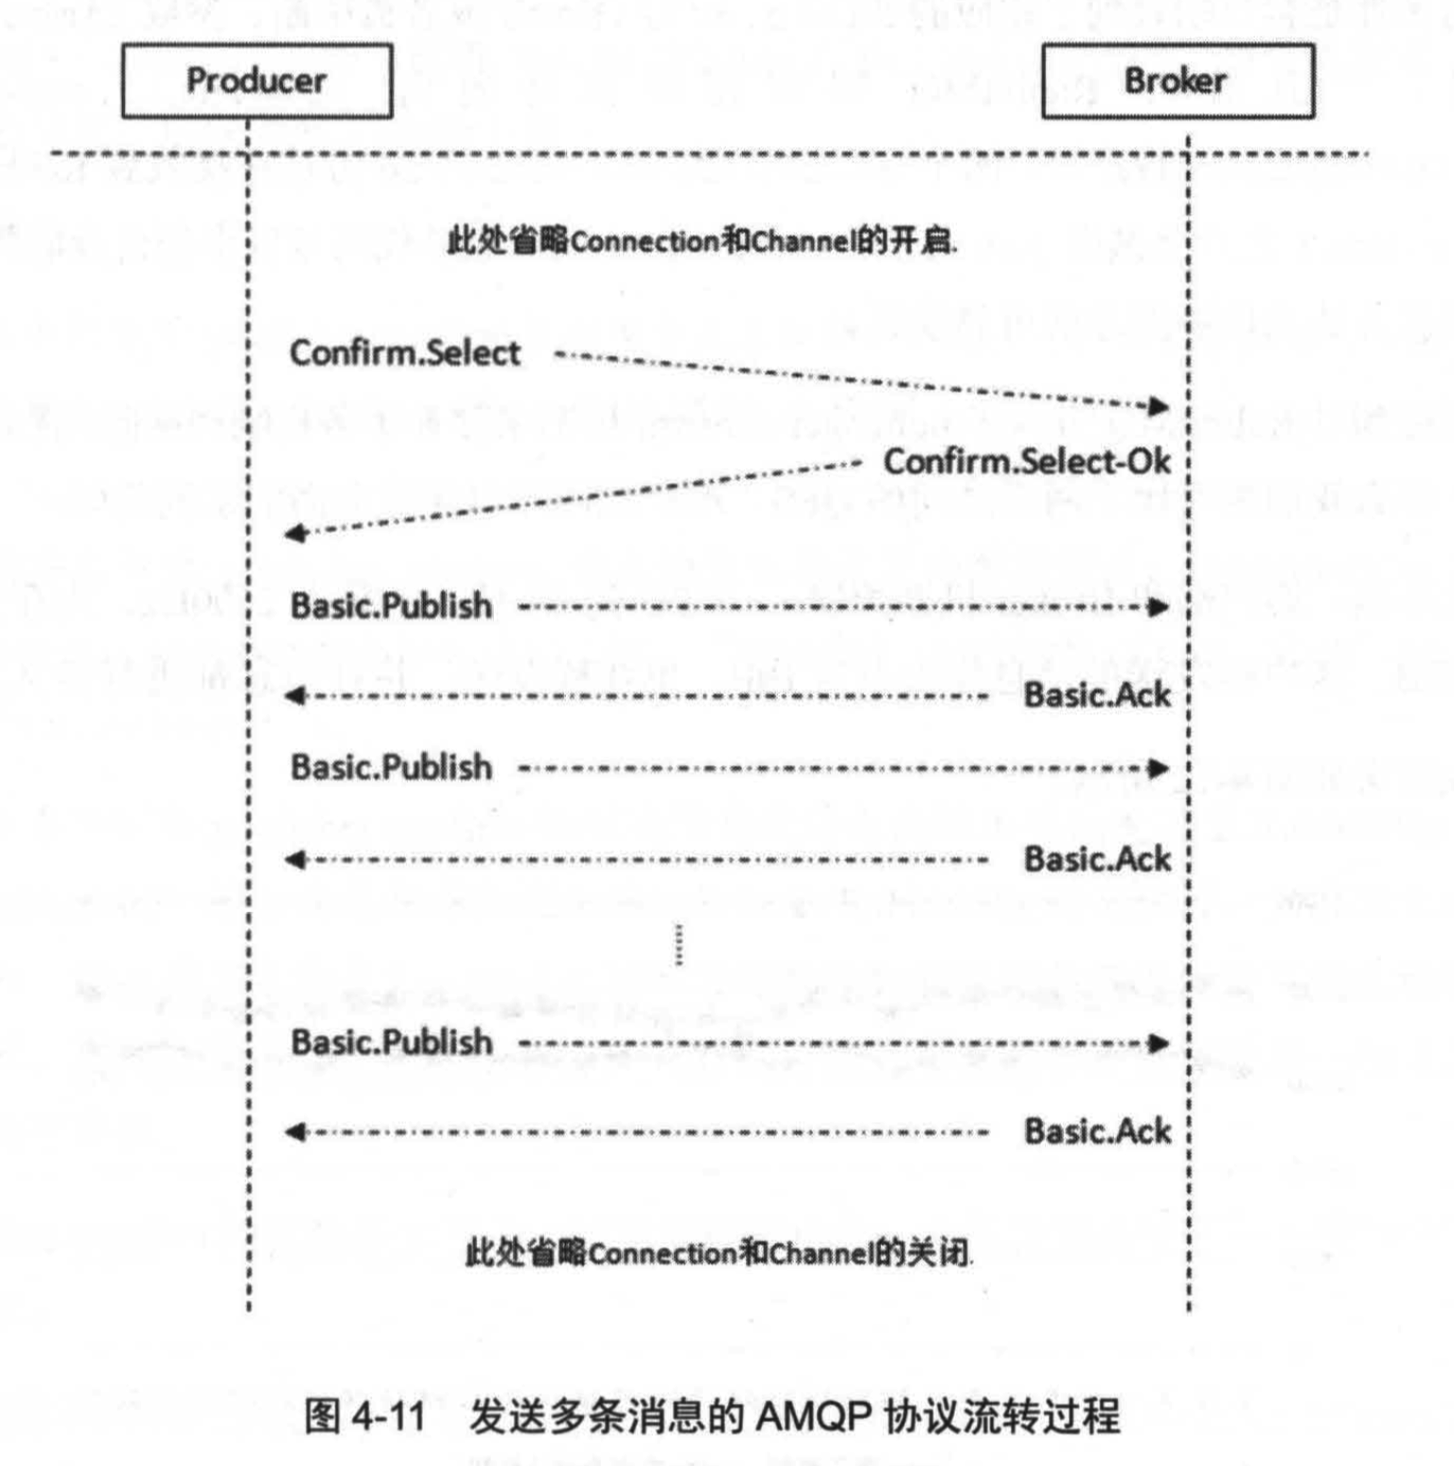 Producer
Broker
此处省略Connection和Channel的开启.
Confirm.Select
Confirm.Select-Ok
Basic.Publish
Basic.Ack
Basic.Publish
Basic.Ack
Basic.Publish
Basic.Ack
此处省略Connection和Channel的关闭.
图 4-11 发送多条消息的 AMQP 协议流转过程